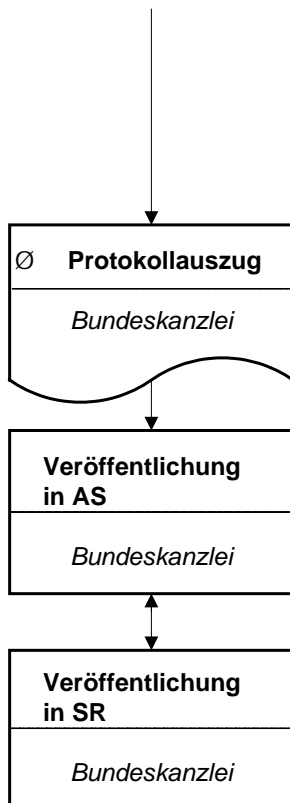 Ø Protokollauszug
Bundeskanzlei
Veröffentlichung
in AS
Bundeskanzlei
Veröffentlichung
in SR
Bundeskanzlei